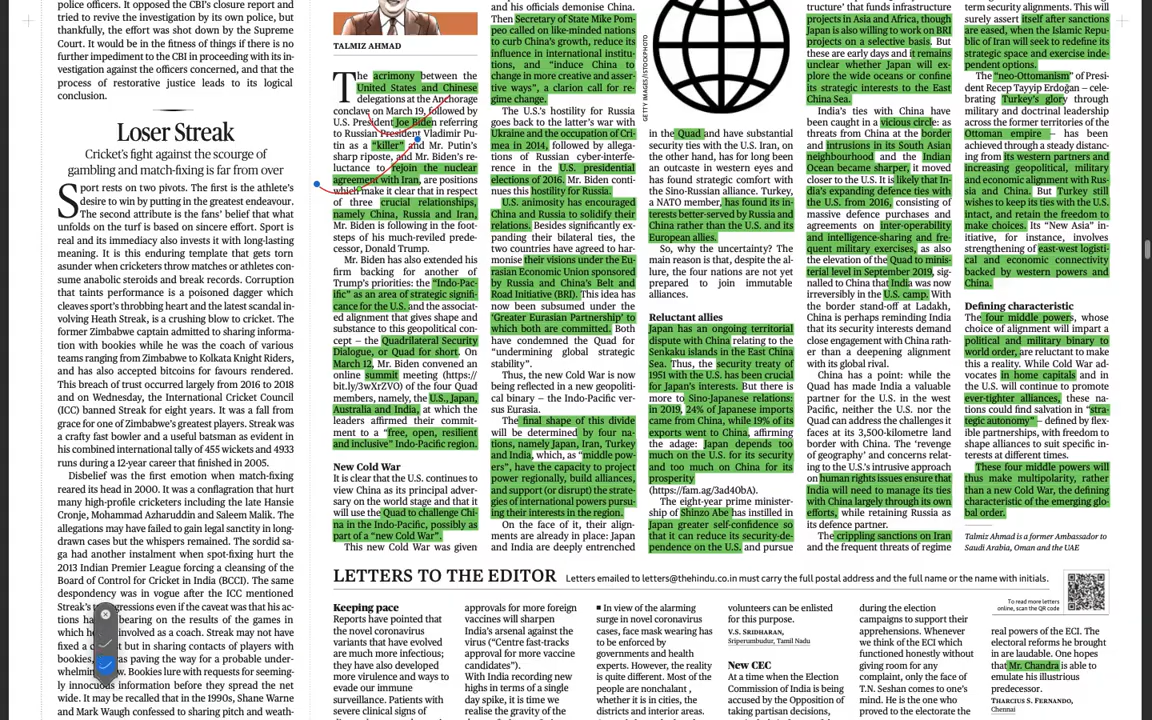 police officers. It opposed the CBI's closure report and
tried to revive the investigation by its own police, but
thankfully, the effort was shot down by the Supreme
Court. It would be in the fitness of things if there is no
further impediment to the CBI in proceeding with its in-
vestigation against the officers concerned, and that the
process of restorative justice leads to its logical
conclusion.
Loser Streak
Cricket's fight against the scourge of
gambling and match-fixing is far from over
Sport rests on two pivots. The first is the athlete's
desire to win by putting in the greatest endeavour.
The second attribute is the fans' belief that what
unfolds on the turf is based on sincere effort. Sport is
real and its immediacy also invests it with long-lasting
meaning. It is this enduring template that gets torn
asunder when cricketers throw matches or athletes con-
sume anabolic steroids and break records. Corruption
that taints performance is a poisoned dagger which
cleaves sport's throbbing heart and the latest scandal in-
volving Heath Streak, is a crushing blow to cricket. The
former Zimbabwe captain admitted to sharing informa-
tion with bookies while he was the coach of various
teams ranging from Zimbabwe to Kolkata Knight Riders,
and has also accepted bitcoins for favours rendered.
This breach of trust occurred largely from 2016 to 2018
and on Wednesday, the International Cricket Council
(ICC) banned Streak for eight years. It was a fall from
grace for one of Zimbabwe's greatest players. Streak was
a crafty fast bowler and a useful batsman as evident in
his combined international tally of 455 wickets and 4933
runs during a 12-year career that finished in 2005.
Disbelief was the first emotion when match-fixing
reared its head in 2000. It was a conflagration that hurt
many high-profile cricketers including the late Hansie
Cronje, Mohammad Azharuddin and Saleem Malik. The
allegations may have failed to gain legal sanctity in long-
drawn cases but the whispers remained. The sordid sa-
ga had another instalment when spot-fixing hurt the
2013 Indian Premier League forcing a cleansing of the
Board of Control for Cricket in India (BCCI). The same
despondency was in vogue after the ICC mentioned
Streak's transgressions even if the caveat was that his ac-
tions had bearing on the results of the games in
which he involved as a coach. Streak may not have
fixed a but in sharing contacts of players with
bookies, was paving the way for a probable under-
whelming. Bookies lure with requests for seeming-
ly innocuous information before they spread the net
wide. It may be recalled that in the 1990s, Shane Warne
and Mark Waugh confessed to sharing pitch and weath-
TALMIZ AHMAD
The acrimony between the
United States and Chinese
delegations at the Anchorage
conclave on March 19, followed by
U.S. President Joe Biden referring
to Russian President Vladimir Pu-
tin as a “killer” and Mr. Putin's
sharp riposte, and Mr. Biden's re-
luctance to rejoin the nuclear
agreement with Iran, are positions
which make it clear that in respect
of three crucial relationships,
namely China, Russia and Iran,
Mr. Biden is following in the foot-
steps of his much-reviled prede-
cessor, Donald Trump.
Mr. Biden has also extended his
firm backing for another of
Trump's priorities: the “Indo-Pac-
ific” as an area of strategic signifi-
cance for the U.S. and the associat-
ed alignment that gives shape and
substance to this geopolitical con-
cept – the Quadrilateral Security
Dialogue, or Quad for short. On
March 12, Mr. Biden convened an
online summit meeting (https://
bit.ly/3wXrZVO) of the four Quad
members, namely, the U.S., Japan,
Australia and India, at which the
leaders affirmed their commit-
ment to a “free, open, resilient
and inclusive” Indo-Pacific region.
New Cold War
It is clear that the U.S. continues to
view China as its principal adver-
sary on the world stage and that it
will use the Quad to challenge Chi-
na in the Indo-Pacific, possibly as
part of a “new Cold War”.
This new Cold War was given
and his officials demonise China.
Then Secretary of State Mike Pom-
peo called on like-minded nations
to curb China's growth, reduce its
influence in international institu-
tions, and “induce China to
change in more creative and asser-
tive ways”, a clarion call for re-
gime change.
The U.S.'s hostility for Russia
goes back to the latter's war with
Ukraine and the occupation of Cri-
mea in 2014, followed by allega-
tions of Russian cyber-interfe-
rence in the U.S. presidential
elections of 2016. Mr. Biden conti-
nues this hostility for Russia.
U.S. animosity has encouraged
China and Russia to solidify their
relations. Besides significantly ex-
panding their bilateral ties, the
two countries have agreed to har-
monise their visions under the Eu-
rasian Economic Union sponsored
by Russia and China's Belt and
Road Initiative (BRI). This idea has
now been subsumed under the
‘Greater Eurasian Partnership’ to
which both are committed. Both
have condemned the Quad for
“undermining global strategic
stability”.
Thus, the new Cold War is now
being reflected in a new geopoliti-
cal binary – the Indo-Pacific ver-
sus Eurasia.
The final shape of this divide
will be determined by four na-
tions, namely Japan, Iran, Turkey
and India, which, as “middle pow-
ers”, have the capacity to project
power regionally, build alliances,
and support (or disrupt) the strate-
gies of international powers pursu-
ing their interests in the region.
On the face of it, their align-
ments are already in place: Japan
and India are deeply entrenched
GETTY IMAGES/ISTOCKPHOTO
in the Quad and have substantial
security ties with the U.S. Iran, on
the other hand, has for long been
an outcaste in western eyes and
has found strategic comfort with
the Sino-Russian alliance. Turkey,
a NATO member, has found its in-
terests better-served by Russia and
China rather than the U.S. and its
European allies.
So, why the uncertainty? The
main reason is that, despite the al-
lure, the four nations are not yet
prepared to join immutable
alliances.
Reluctant allies
Japan has an ongoing territorial
dispute with China relating to the
Senkaku islands in the East China
Sea. Thus, the security treaty of
1951 with the U.S. has been crucial
for Japan's interests. But there is
more to Sino-Japanese relations:
in 2019, 24% of Japanese imports
came from China, while 19% of its
exports went to China, affirming
the adage: Japan depends too
much on the U.S. for its security
and too much on China for its
prosperity
(https://fam.ag/3ad40bA).
The eight-year prime minister-
ship of Shinzo Abe has instilled in
Japan greater self-confidence so
that it can reduce its security-de-
pendence on the U.S. and pursue
tructure’ that funds infrastructure
projects in Asia and Africa, though
Japan is also willing to work on BRI
projects on a selective basis. But
these are early days and it remains
unclear whether Japan will ex-
plore the wide oceans or confine
its strategic interests to the East
China Sea.
India's ties with China have
been caught in a vicious circle: as
threats from China at the border
and intrusions in its South Asian
neighbourhood and the Indian
Ocean became sharper, it moved
closer to the U.S. It is likely that In-
dia's expanding defence ties with
the U.S. from 2016, consisting of
massive defence purchases and
agreements on inter-operability
and intelligence-sharing and fre-
quent military exercises, as also
the elevation of the Quad to minis-
terial level in September 2019, sig-
nalled to China that India was now
irreversibly in the U.S. camp. With
the border stand-off at Ladakh,
China is perhaps reminding India
that its security interests demand
close engagement with China rath-
er than a deepening alignment
with its global rival.
China has a point: while the
Quad has made India a valuable
partner for the U.S. in the west
Pacific, neither the U.S. nor the
Quad can address the challenges it
faces at its 3,500-kilometre land
border with China. The ‘revenge
of geography’ and concerns relat-
ing to the U.S.'s intrusive approach
on human rights issues ensure that
India will need to manage its ties
with China largely through its own
efforts, while retaining Russia as
its defence partner.
The crippling sanctions on Iran
and the frequent threats of regime
term security alignments. This will
surely assert itself after sanctions
are eased, when the Islamic Repu-
blic of Iran will seek to redefine its
strategic space and exercise inde-
pendent options.
The “neo-Ottomanism” of Presi-
dent Recep Tayyip Erdoğan – cele-
brating Turkey's glory through
military and doctrinal leadership
across the former territories of the
Ottoman empire – has been
achieved through a steady distanc-
ing from its western partners and
increasing geopolitical, military
and economic alignment with Rus-
sia and China. But Turkey still
wishes to keep its ties with the U.S.
intact, and retain the freedom to
make choices. Its “New Asia” in-
itiative, for instance, involves
strengthening of east-west logisti-
cal and economic connectivity
backed by western powers and
China.
Defining characteristic
The four middle powers, whose
choice of alignment will impart a
political and military binary to
world order, are reluctant to make
this a reality. While Cold War ad-
vocates in home capitals and in
the U.S. will continue to promote
ever-tighter alliances, these na-
tions could find salvation in “stra-
tegic autonomy” – defined by flex-
ible partnerships, with freedom to
shape alliances to suit specific in-
terests at different times.
These four middle powers will
thus make multipolarity, rather
than a new Cold War, the defining
characteristic of the emerging glo-
bal order.
Talmiz Ahmad is a former Ambassador to
Saudi Arabia, Oman and the UAE
LETTERS TO THE EDITOR Letters emailed to letters@thehindu.co.in must carry the full postal address and the full name or the name with initials.
To read more letters
online, scan the QR code
Keeping pace
Reports have pointed that
the novel coronavirus
variants that have evolved
are much more infectious;
they have also developed
more virulence and ways to
evade our immune
surveillance. Patients with
severe clinical signs of
approvals for more foreign
vaccines will sharpen
India's arsenal against the
virus (“Centre fast-tracks
approval for more vaccine
candidates”).
With India recording new
highs in terms of a single
day spike, it is time we
realise the gravity of the
■ In view of the alarming
surge in novel coronavirus
cases, face mask wearing has
to be enforced by
governments and health
experts. However, the reality
is quite different. Most of the
people are nonchalant ,
whether it is in cities, the
districts and interior areas.
volunteers can be enlisted
for this purpose.
V.S. SRIDHARAN,
Sriperumbudur, Tamil Nadu
New CEC
At a time when the Election
Commission of India is being
accused by the Opposition of
taking partisan decisions,
during the election
campaigns to support their
apprehensions. Whenever
we think of the ECI which
functioned honestly without
giving room for any
complaint, only the face of
T.N. Seshan comes to one's
mind. He is the one who
proved to the electorate the
real powers of the ECI. The
electoral reforms he brought
in are laudable. One hopes
that Mr. Chandra is able to
emulate his illustrious
predecessor.
THARCIUS S. FERNANDO,
Chennai